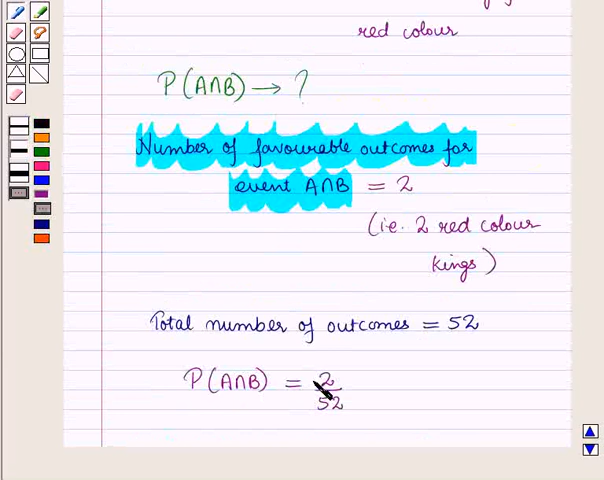 red colour
P(A∩B) → ?
Number of favourable outcomes for
event A∩B = 2
(i.e. 2 red colour
kings)
Total number of outcomes = 52
P(A∩B) = 2/52